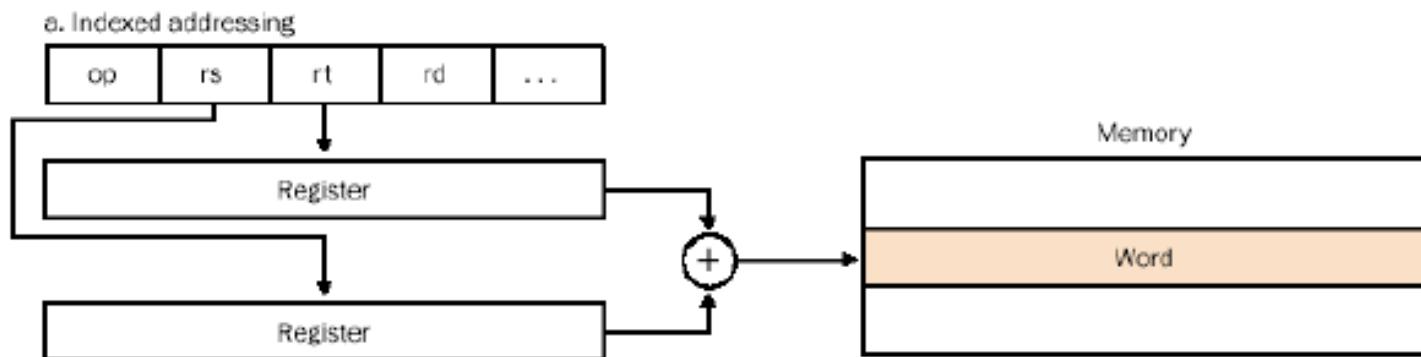 a. Indexed addressing
op rs rt rd ...
Memory
Register
+
Word
Register